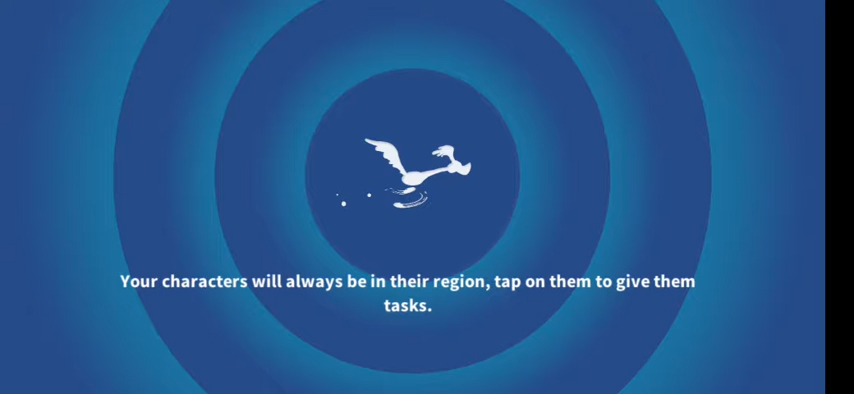 Your characters will always be in their region, tap on them to give them
tasks.